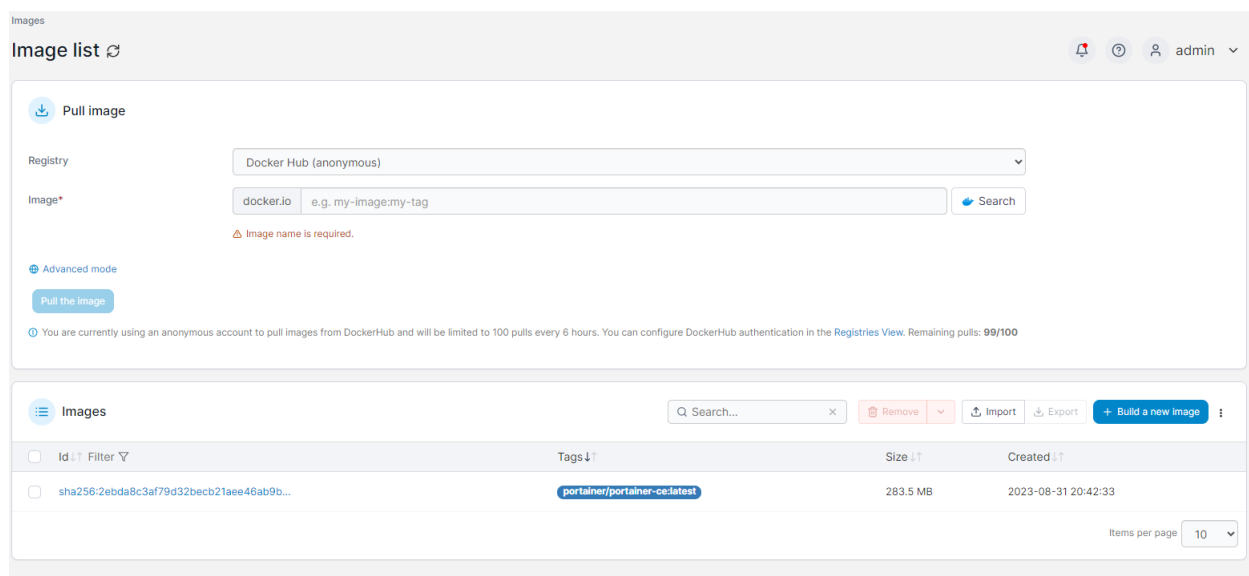 Images
Image list
admin
Pull image
Registry
Docker Hub (anonymous)
Image*
docker.io
e.g. my-image:my-tag
Search
Image name is required.
Advanced mode
Pull the image
You are currently using an anonymous account to pull images from DockerHub and will be limited to 100 pulls every 6 hours. You can configure DockerHub authentication in the Registries View. Remaining pulls: 99/100
Images
Search...
Remove
Import
Export
+ Build a new image
Id Filter Tags Size Created
sha256:2ebda8c3af79d32becb21aee46ab9b... portainer/portainer-ce:latest 283.5 MB 2023-08-31 20:42:33
Items per page 10